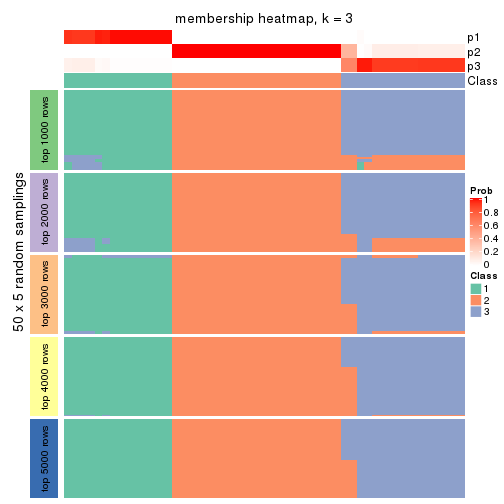 membership heatmap, k = 3
p1
p2
p3
Class
50 x 5 random samplings
top 1000 rows
top 2000 rows
top 3000 rows
top 4000 rows
top 5000 rows
Prob
1
0.8
0.6
0.4
0.2
0
Class
1
2
3